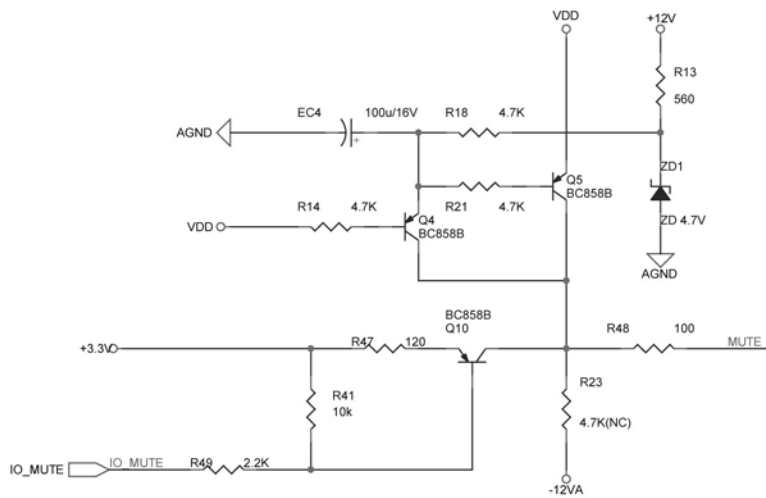 VDD
+12V
R13
560
EC4
100u/16V
R18
4.7K
AGND
ZD1
Q5
BC858B
R14
4.7K
R21
4.7K
Q4
BC858B
VDD
ZD 4.7V
AGND
BC858B
Q10
R48
100
MUTE
+3.3V
R47
120
R23
4.7K(NC)
R41
10k
IO_MUTE
IO_MUTE
R49
2.2K
-12VA